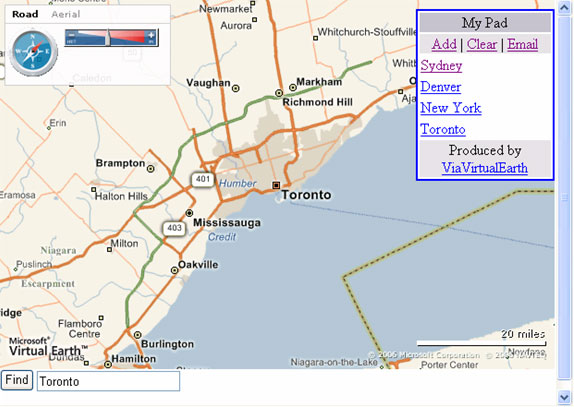 Road Aerial
Newmarket
Aurora
Whitchurch-Stouffville
Vaughan
Markham
Richmond Hill
Caledon
Erin
Brampton
401
Humber
Toronto
Eramosa
Halton Hills
Mississauga
403
Credit
Niagara
Milton
Puslinch
Escarpment
Oakville
Flamboro
Centre
Microsoft®
Virtual Earth™
Burlington
Hamilton
Niagara-on-the-Lake
Porter Center
20 miles
© 2006 Microsoft Corporation
My Pad
Add | Clear | Email
Sydney
Denver
New York
Toronto
Produced by
ViaVirtualEarth
Find Toronto